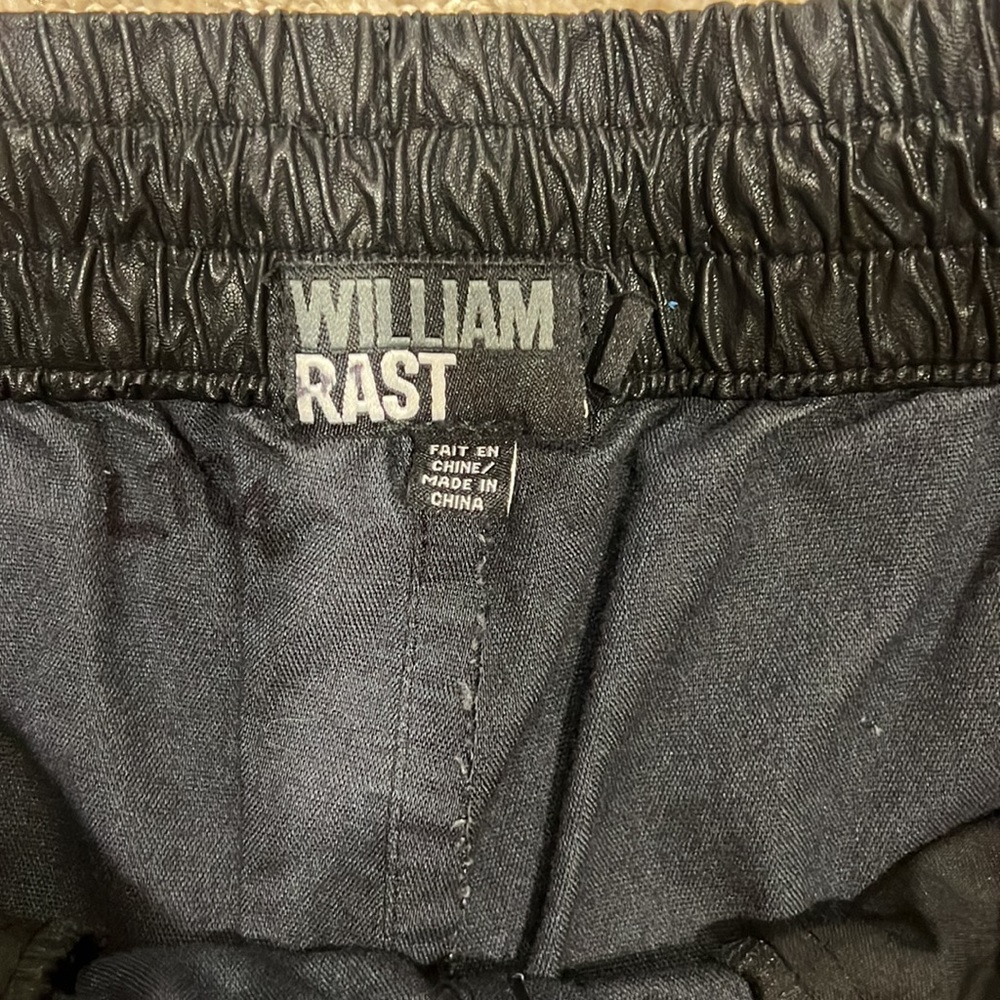 WILLIAM
RAST
FAIT EN
CHINE/
MADE IN
CHINA